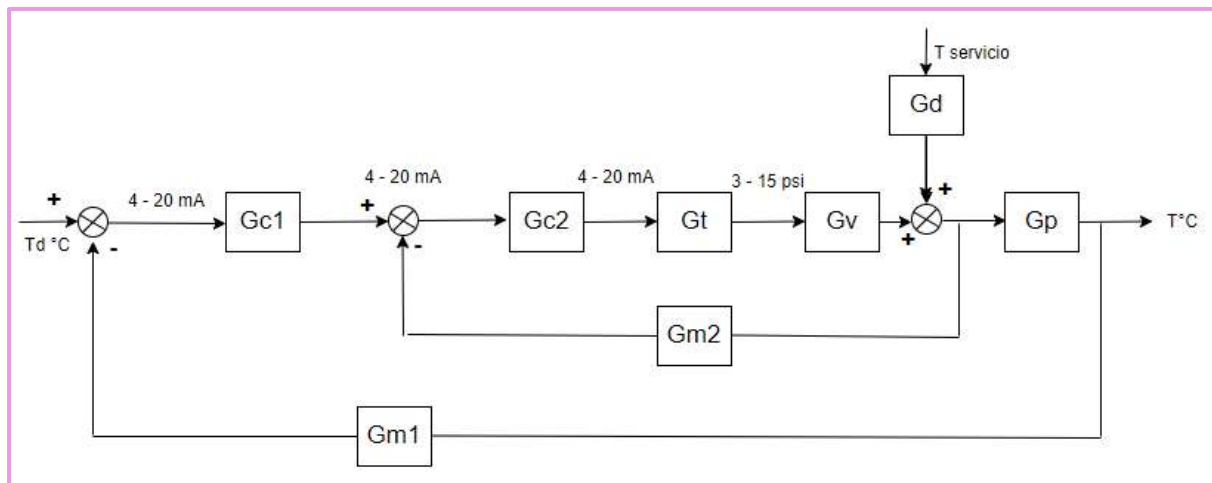 T servicio
Gd
+
+ 4 - 20 mA Gc1
4 - 20 mA
+
Gc2
4 - 20 mA
Gt
3 - 15 psi
Gv
+
Gp
T°C
Td °C
-
-
Gm2
Gm1